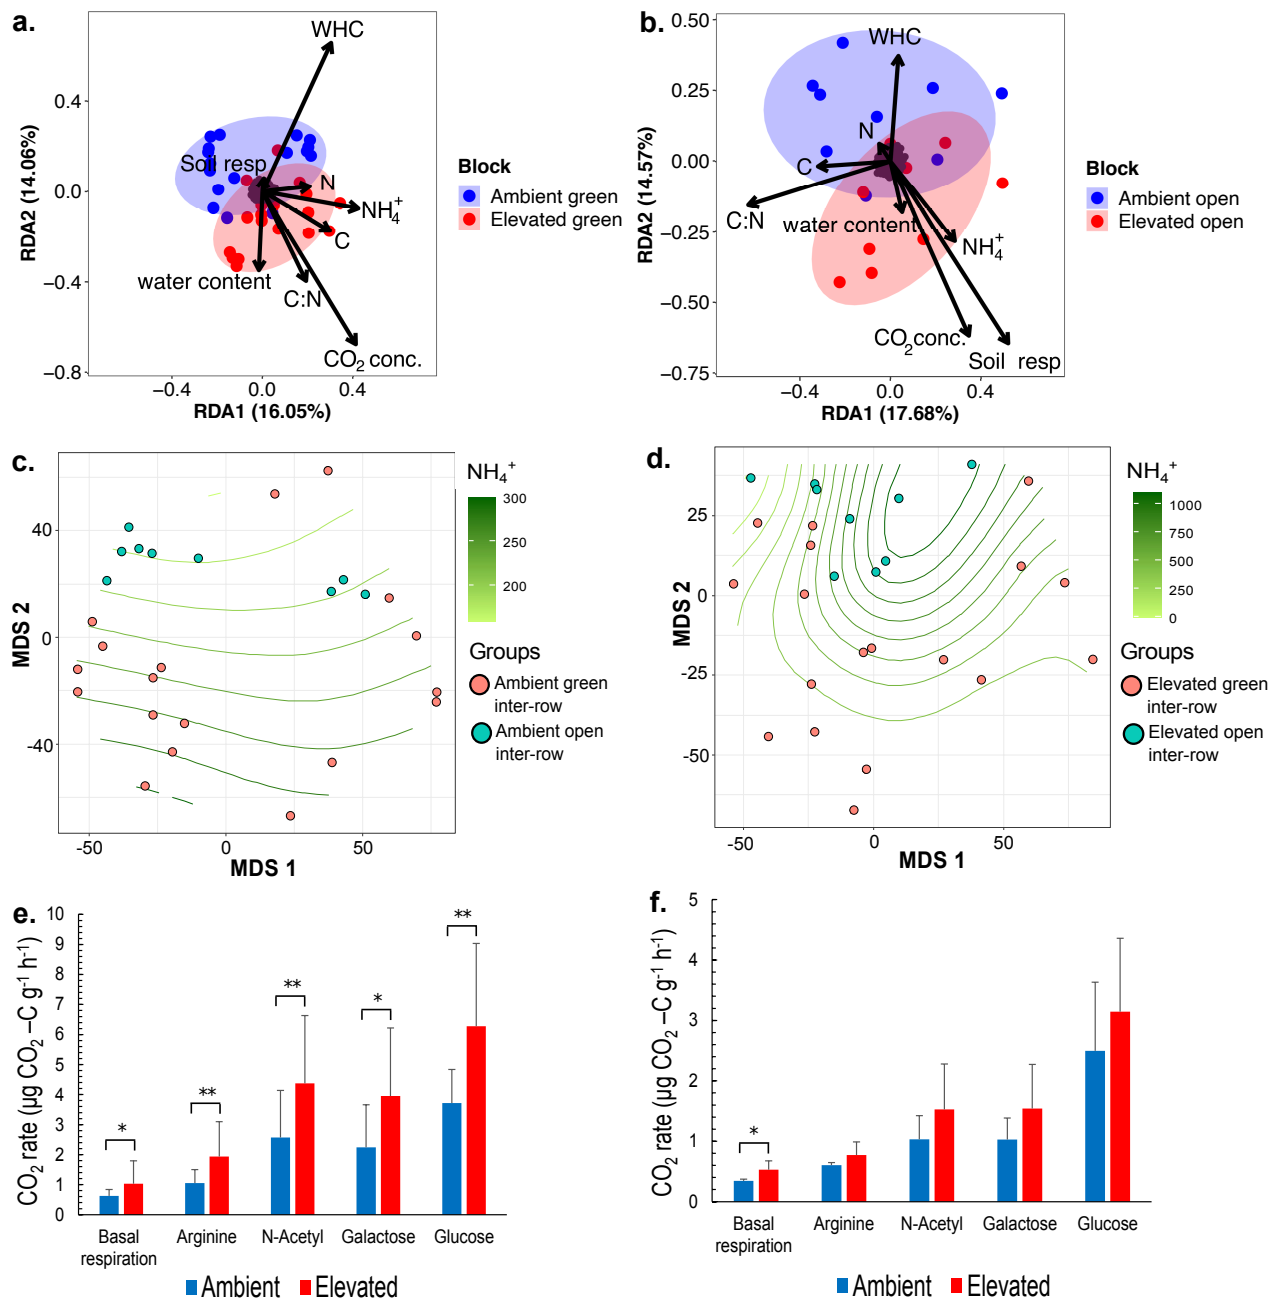 a.
WHC
0.4
0.0
−0.4
−0.8
RDA2 (14.06%)
Soil resp
N
NH4+
C
water content
C:N
CO2 conc.
−0.4
0.0
0.4
RDA1 (16.05%)
Block
Ambient green
Elevated green
b.
0.50
0.25
0.00
−0.25
−0.50
−0.75
RDA2 (14.57%)
WHC
N
C
C:N
water content
NH4+
CO2conc.
Soil resp
−0.4
0.0
0.4
RDA1 (17.68%)
Block
Ambient open
Elevated open
c.
40
0
-40
MDS 2
-50
0
50
MDS 1
NH4+
300
250
200
Groups
Ambient green
inter-row
Ambient open
inter-row
d.
25
0
-25
-50
MDS 2
-50
0
50
MDS 1
NH4+
1000
750
500
250
0
Groups
Elevated green
inter-row
Elevated open
inter-row
e.
10
9
8
7
6
5
4
3
2
1
0
CO2 rate (µg CO2 –C g-1 h-1)
*
**
**
*
**
Basal
respiration
Arginine
N-Acetyl
Galactose
Glucose
Ambient
Elevated
f.
5
4
3
2
1
0
CO2 rate (µg CO2 –C g-1 h-1)
*
Basal
respiration
Arginine
N-Acetyl
Galactose
Glucose
Ambient
Elevated